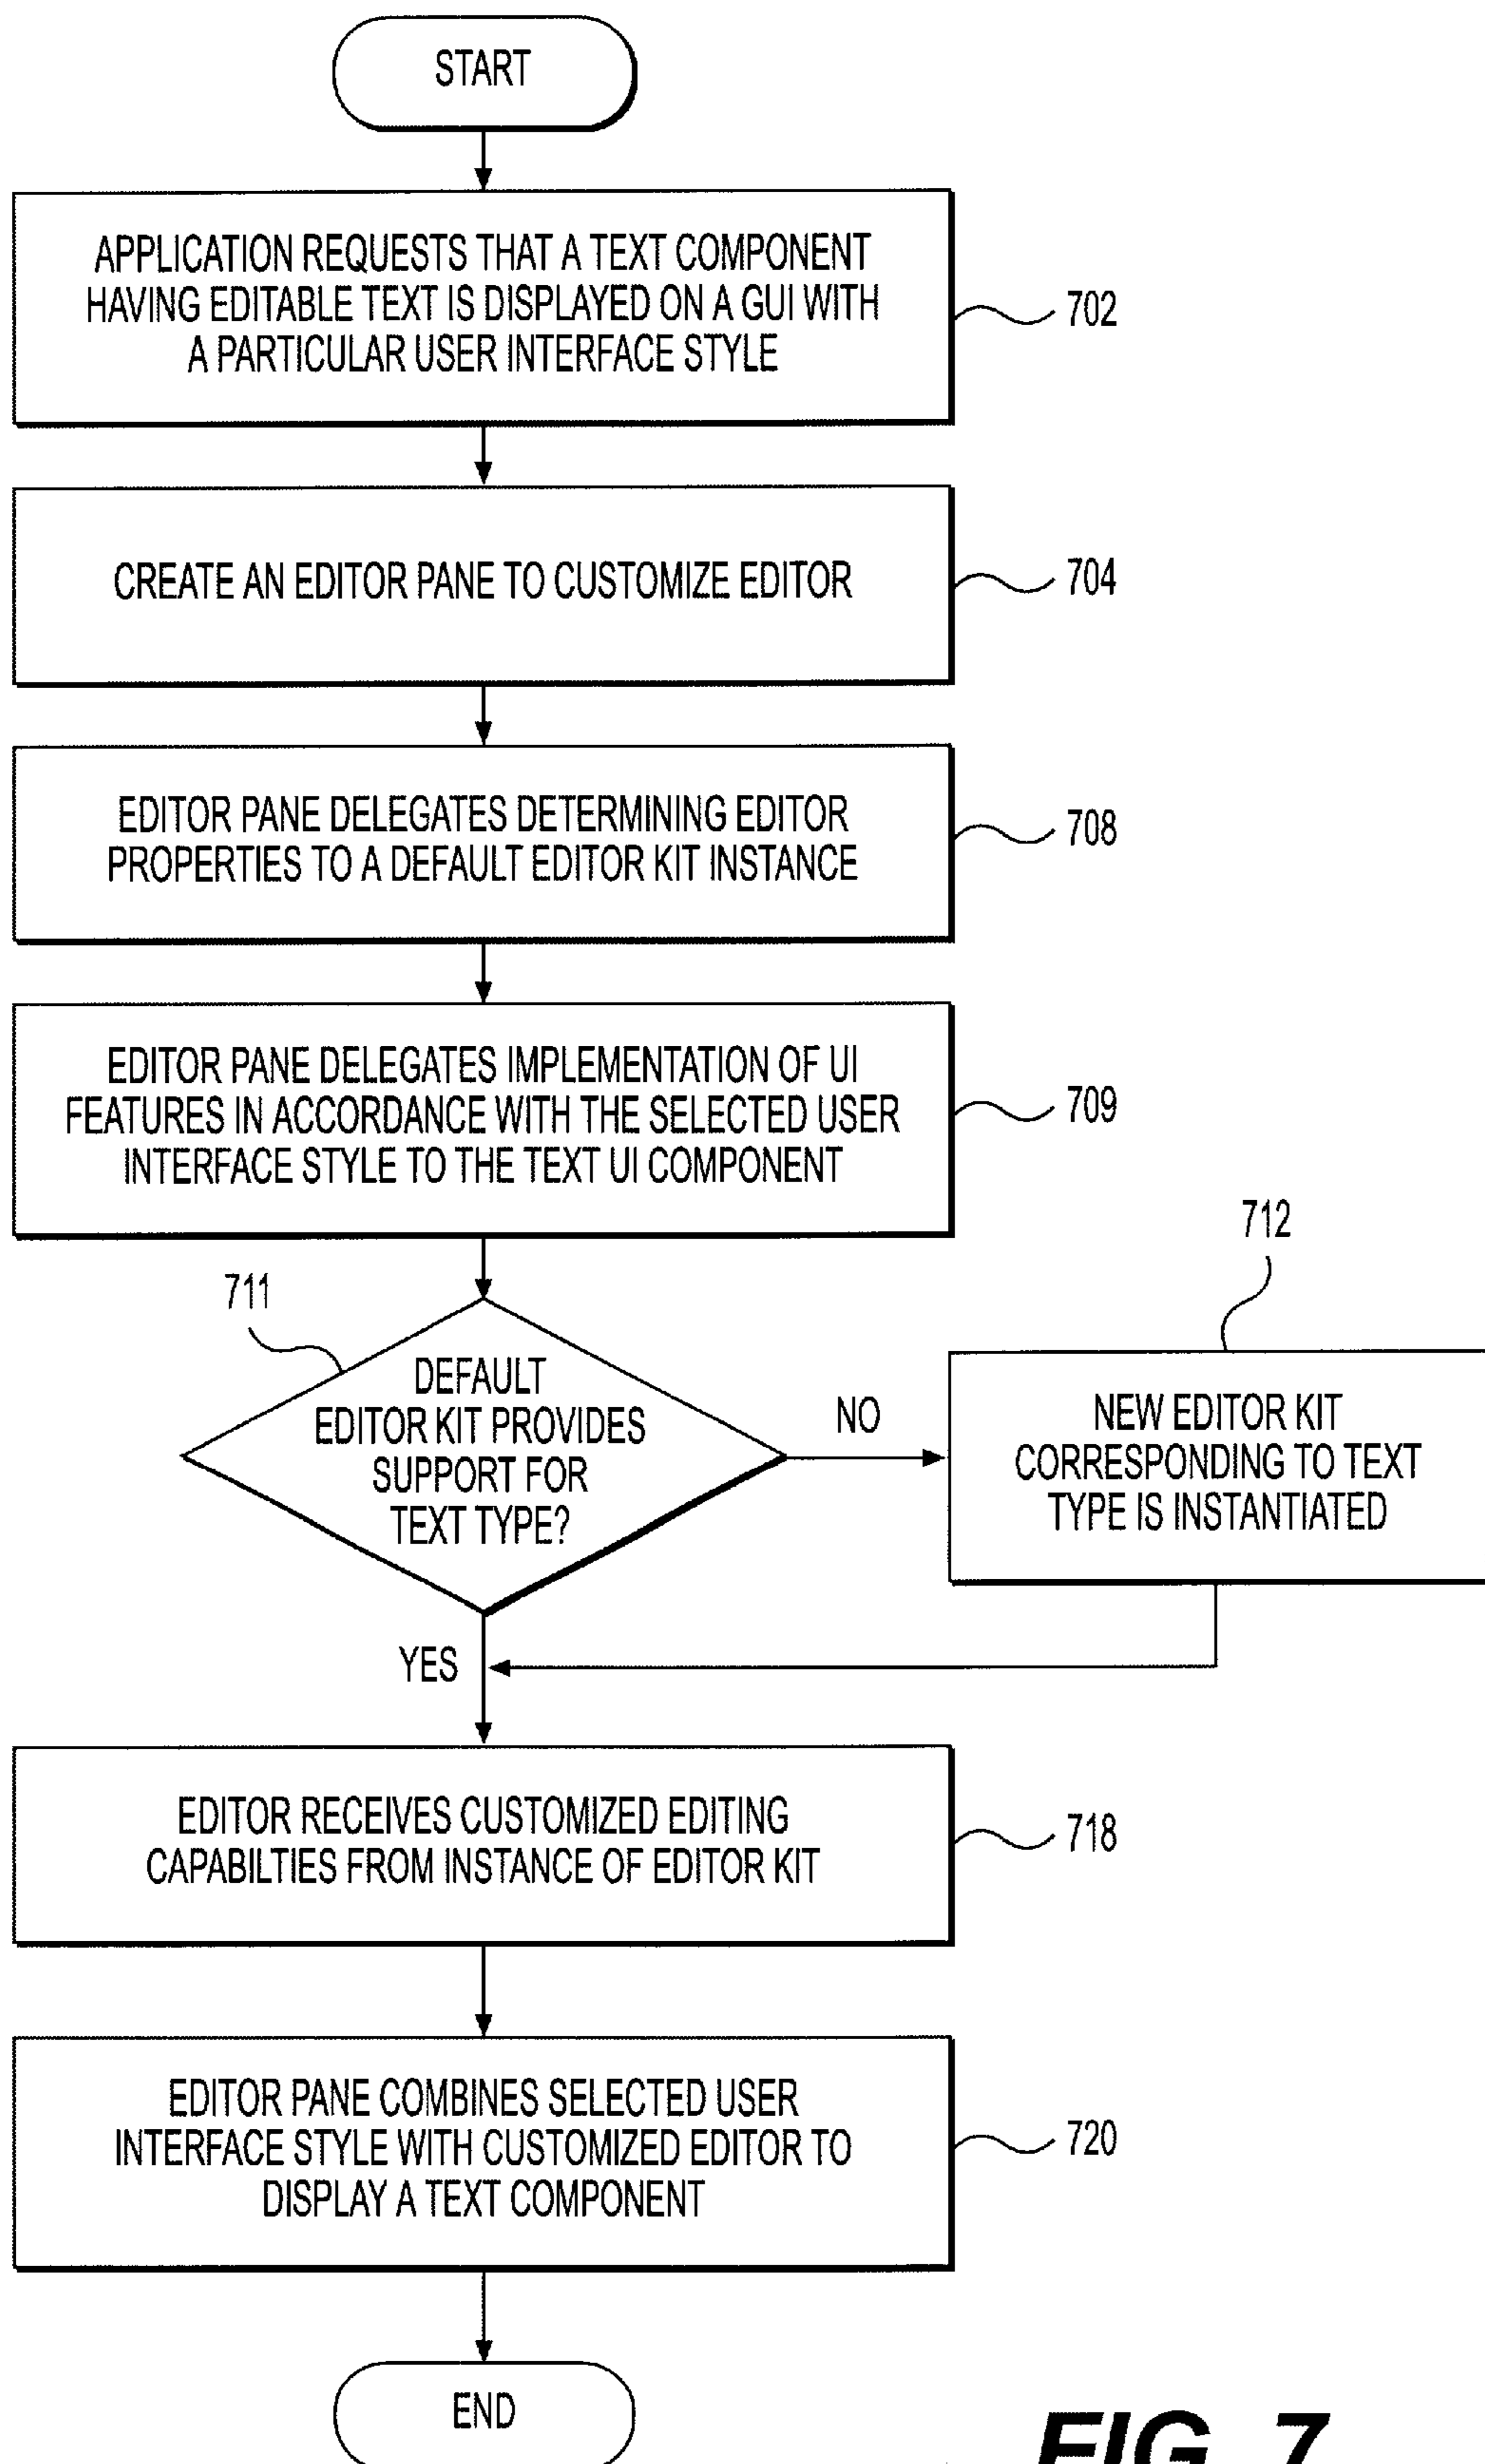 START
APPLICATION REQUESTS THAT A TEXT COMPONENT
HAVING EDITABLE TEXT IS DISPLAYED ON A GUI WITH
A PARTICULAR USER INTERFACE STYLE
702
CREATE AN EDITOR PANE TO CUSTOMIZE EDITOR
704
EDITOR PANE DELEGATES DETERMINING EDITOR
PROPERTIES TO A DEFAULT EDITOR KIT INSTANCE
708
EDITOR PANE DELEGATES IMPLEMENTATION OF UI
FEATURES IN ACCORDANCE WITH THE SELECTED USER
INTERFACE STYLE TO THE TEXT UI COMPONENT
709
711
DEFAULT
EDITOR KIT PROVIDES
SUPPORT FOR
TEXT TYPE?
NO
712
NEW EDITOR KIT
CORRESPONDING TO TEXT
TYPE IS INSTANTIATED
YES
EDITOR RECEIVES CUSTOMIZED EDITING
CAPABILTIES FROM INSTANCE OF EDITOR KIT
718
EDITOR PANE COMBINES SELECTED USER
INTERFACE STYLE WITH CUSTOMIZED EDITOR TO
DISPLAY A TEXT COMPONENT
720
END
FIG. 7